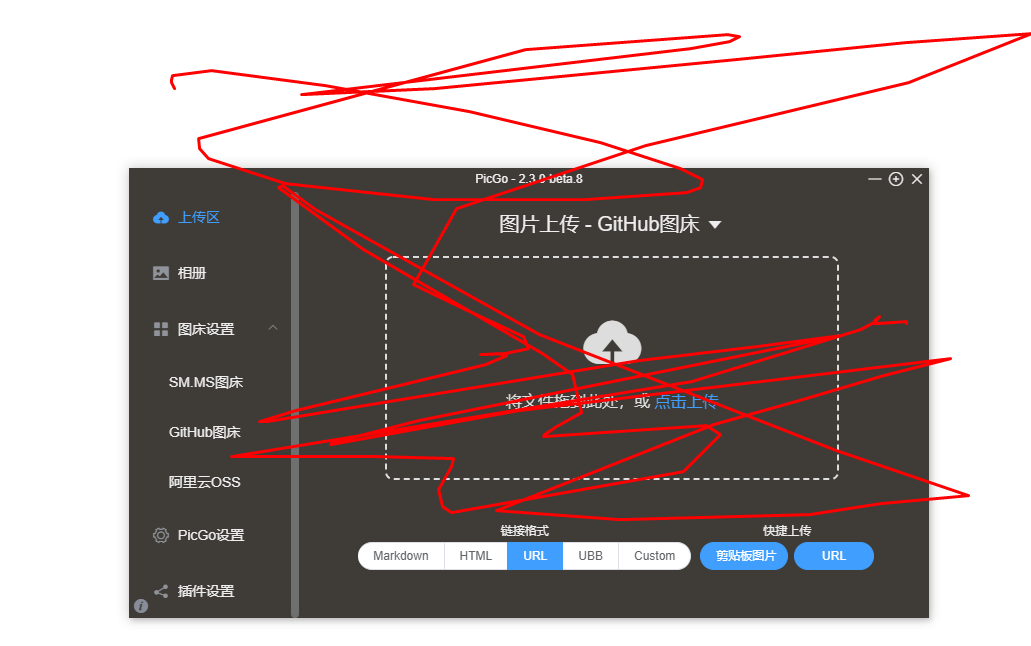 PicGo - 2.3.0-beta.8
上传区
相册
图床设置
SM.MS图床
GitHub图床
阿里云OSS
PicGo设置
插件设置
图片上传 - GitHub图床
将文件拖到此处，或 点击上传
链接格式
Markdown HTML URL UBB Custom
快捷上传
剪贴板图片 URL